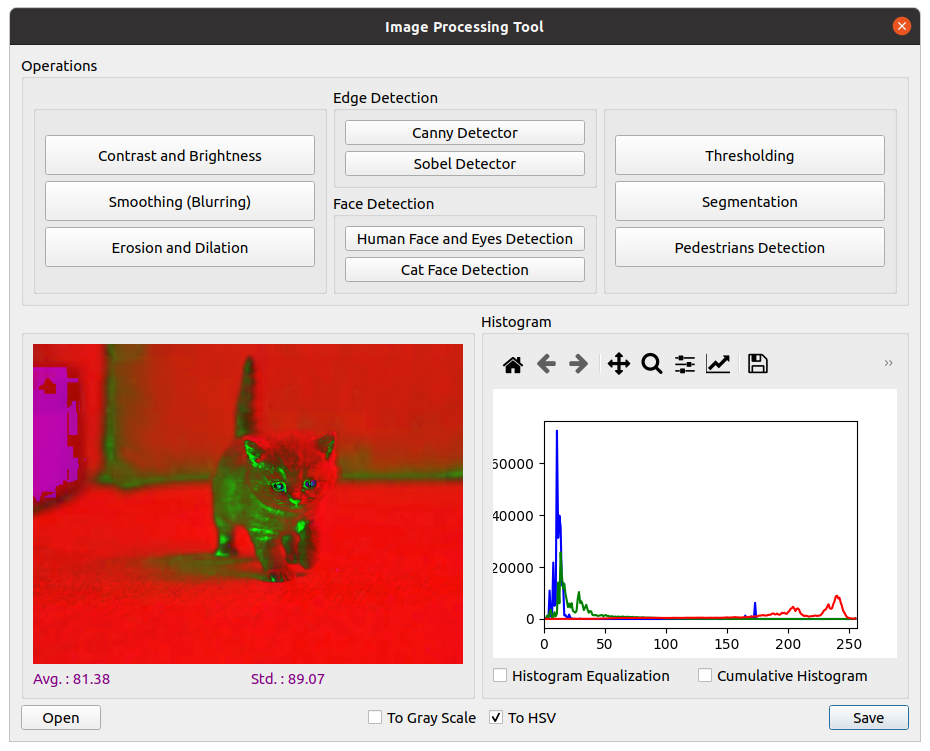 Image Processing Tool
Operations
Edge Detection
Contrast and Brightness
Smoothing (Blurring)
Erosion and Dilation
Canny Detector
Sobel Detector
Face Detection
Human Face and Eyes Detection
Cat Face Detection
Thresholding
Segmentation
Pedestrians Detection
Avg. : 81.38 Std. : 89.07
Histogram
60000
40000
20000
0
0 50 100 150 200 250
Histogram Equalization Cumulative Histogram
Open To Gray Scale To HSV Save